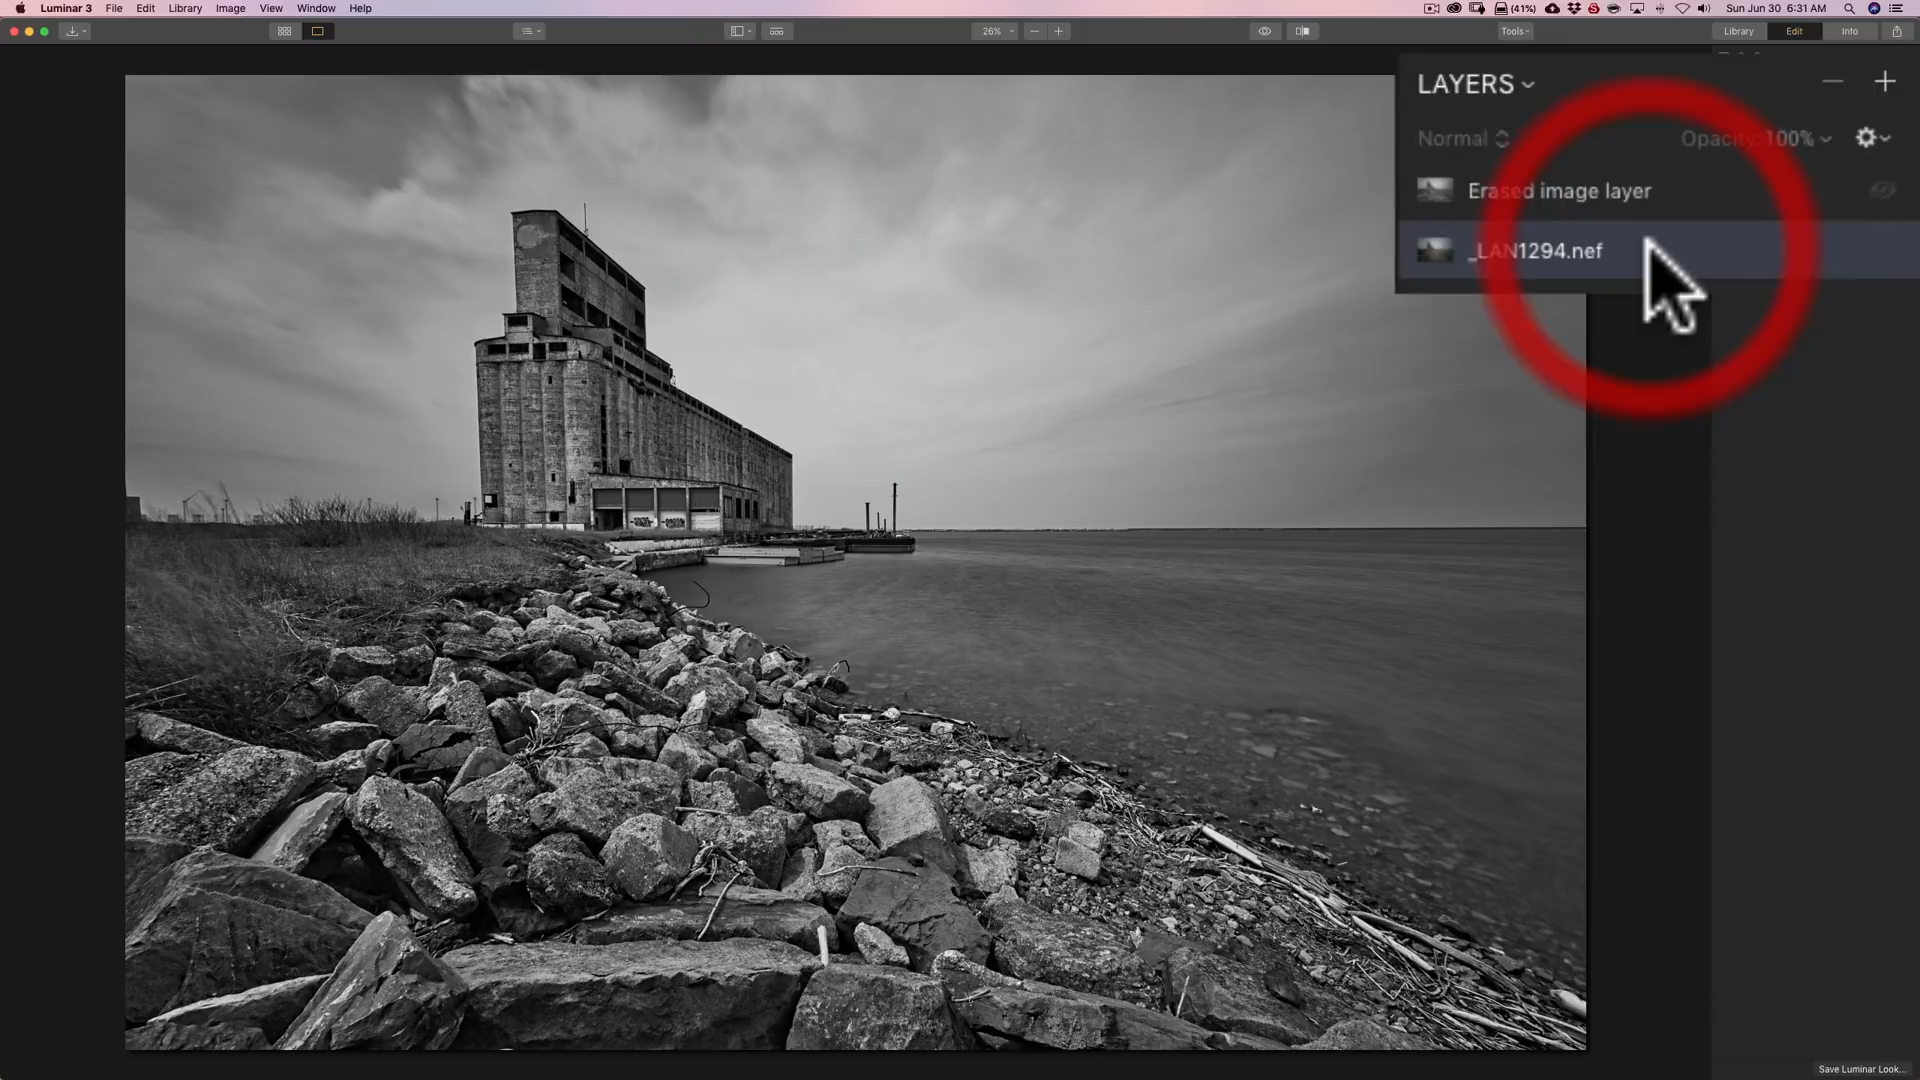 Luminar 3 File Edit Library Image View Window Help
(41%) Sun Jun 30 6:31 AM
26% Tools Library Edit Info
LAYERS
Normal Opacity: 100%
Erased image layer
_LAN1294.nef
Save Luminar Look...